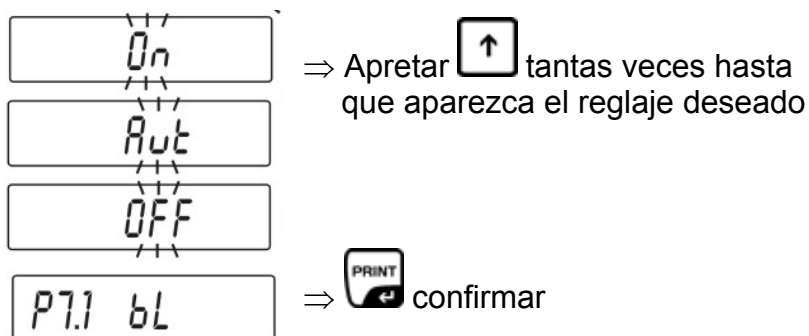 On
⇒ Apretar ↑ tantas veces hasta
que aparezca el reglaje deseado
Aut
OFF
P7.1 bL
⇒ PRINT confirmar